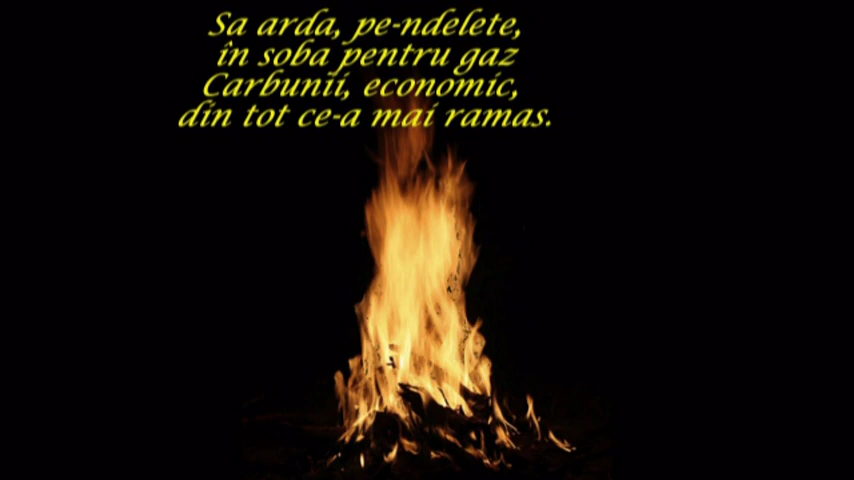 Sa arda, pe-ndelete,
în soba pentru gaz
Carbunii, economic,
din tot ce-a mai ramas.